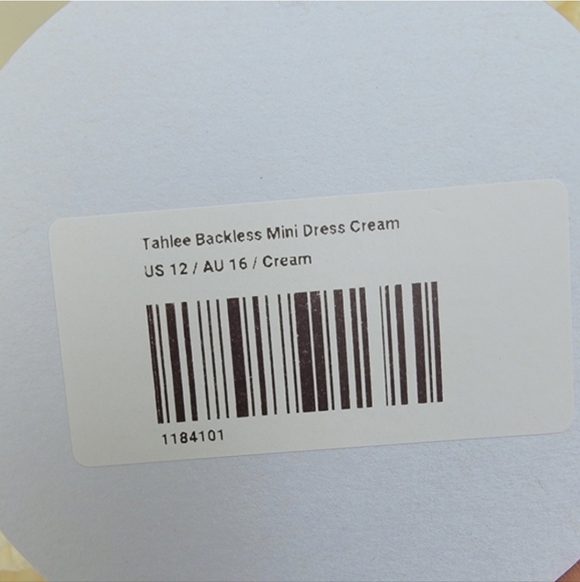 Tahlee Backless Mini Dress Cream
US 12 / AU 16 / Cream
1184101